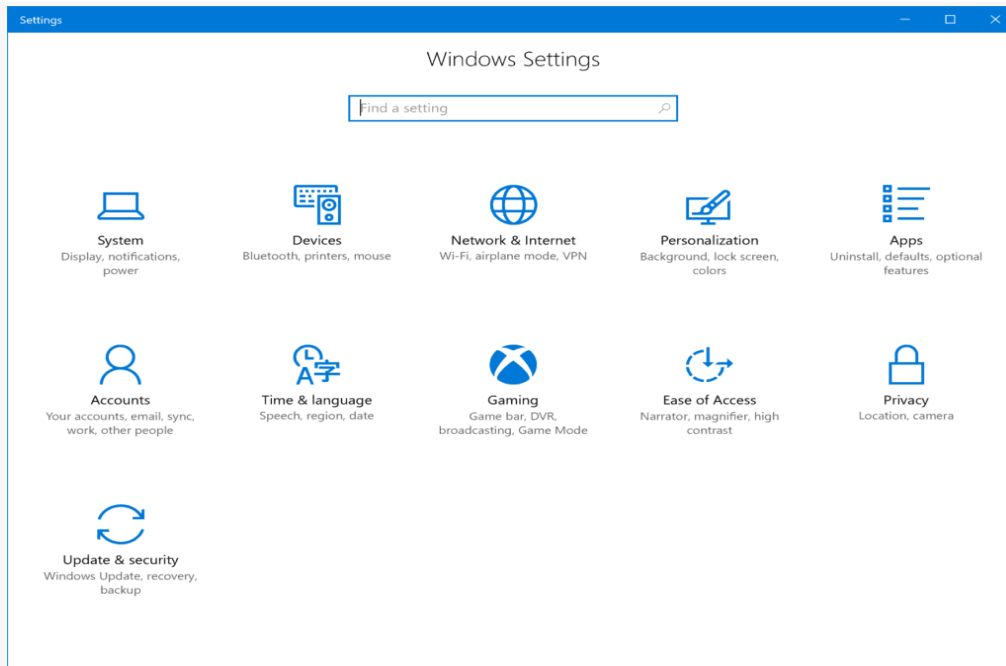 Settings
Windows Settings
Find a setting
System
Display, notifications,
power
Devices
Bluetooth, printers, mouse
Network & Internet
Wi-Fi, airplane mode, VPN
Personalization
Background, lock screen,
colors
Apps
Uninstall, defaults, optional
features
Accounts
Your accounts, email, sync,
work, other people
A字
Time & language
Speech, region, date
Gaming
Game bar, DVR,
broadcasting, Game Mode
Ease of Access
Narrator, magnifier, high
contrast
Privacy
Location, camera
Update & security
Windows Update, recovery,
backup